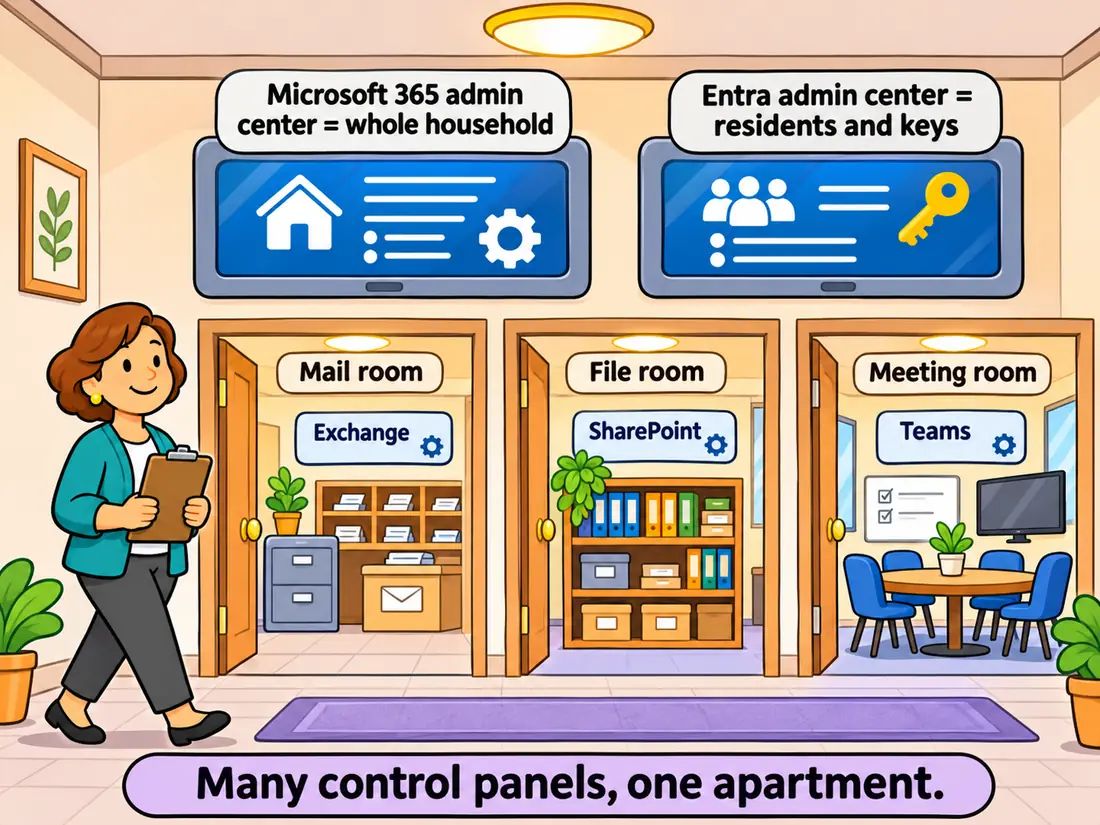 Microsoft 365 admin
center = whole household
Entra admin center =
residents and keys
Mail room
Exchange
File room
SharePoint
Meeting room
Teams
Many control panels, one apartment.